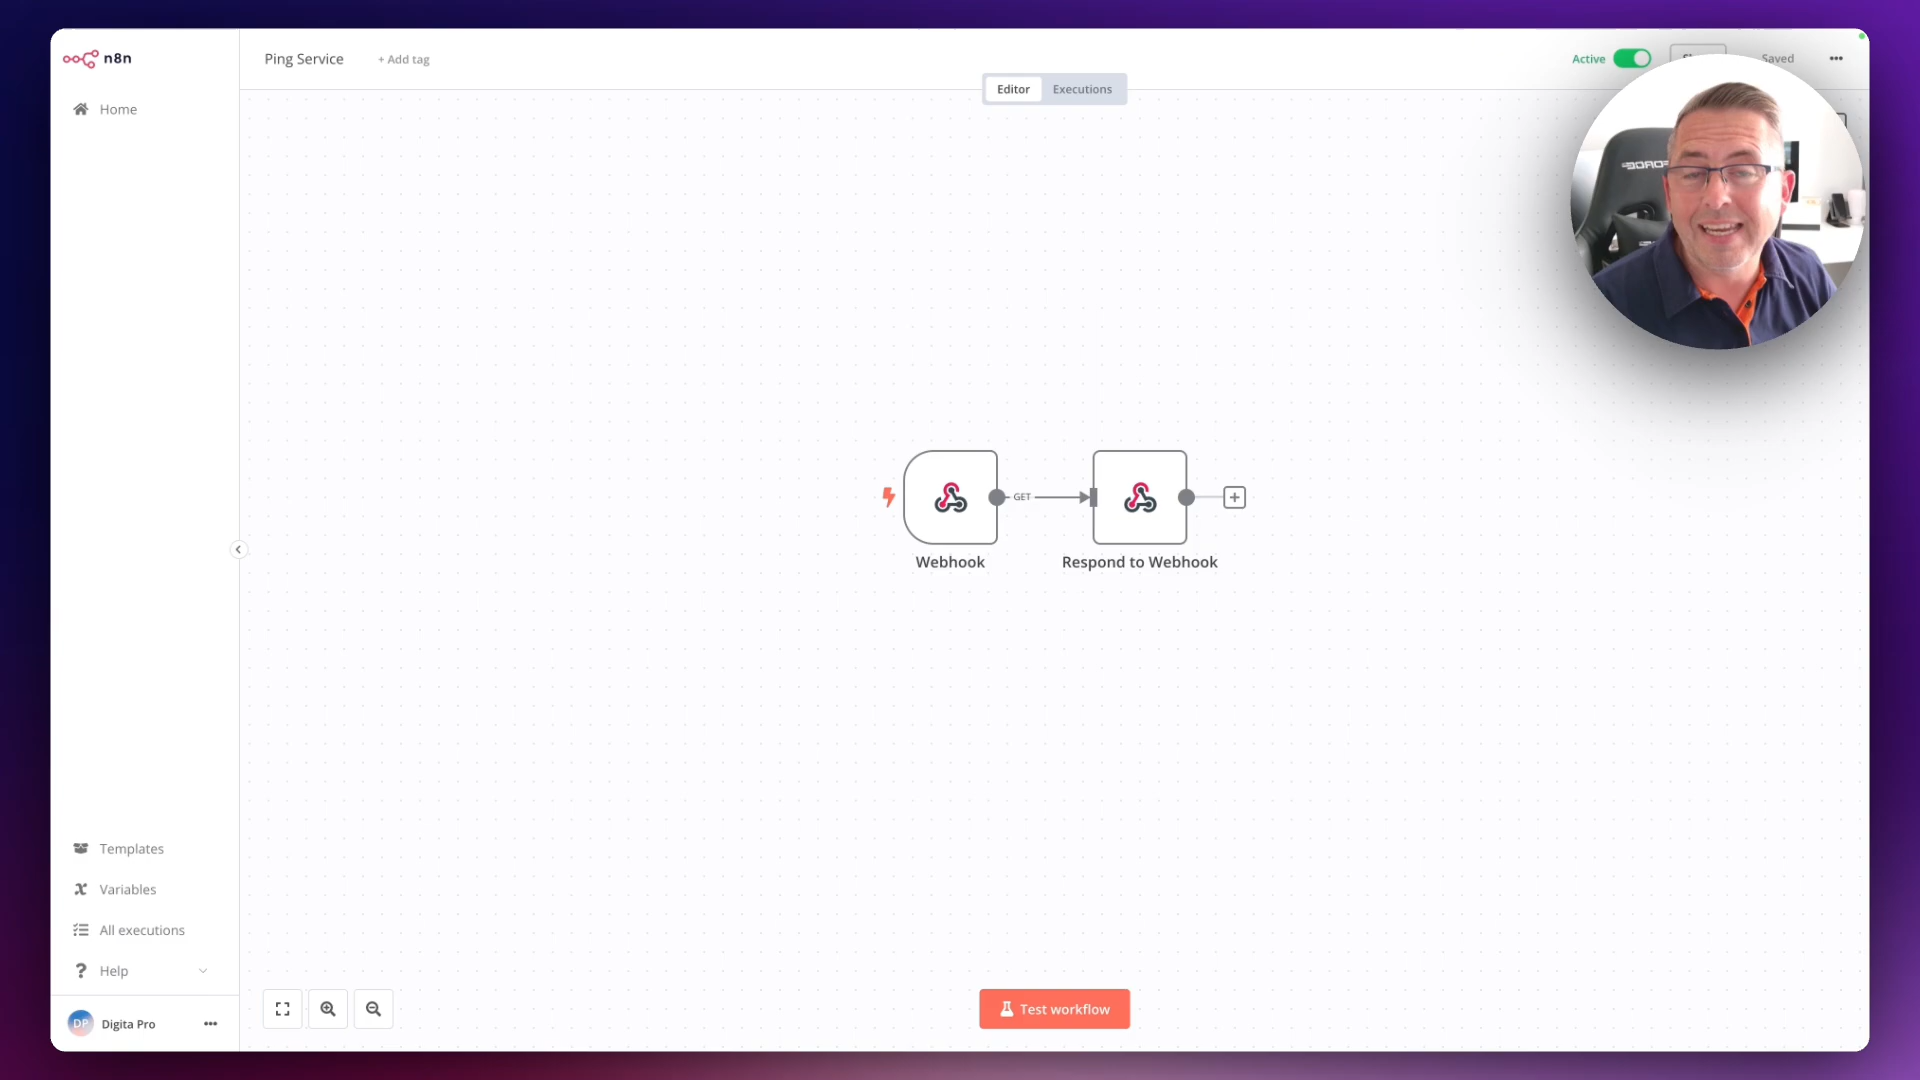 n8n
Ping Service
+ Add tag
Active
Saved
Editor
Executions
Home
GET
Webhook
Respond to Webhook
Templates
Variables
All executions
Help
DP
Digita Pro
Test workflow